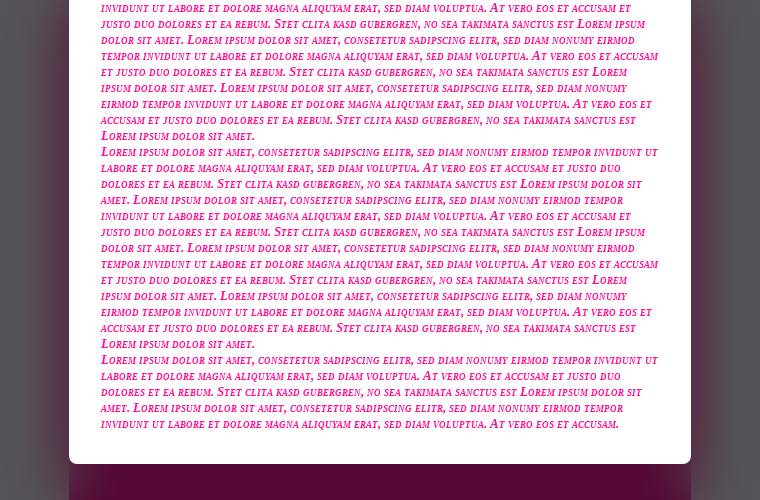 invidunt ut labore et dolore magna aliquyam erat, sed diam voluptua. At vero eos et
justo duo dolores et ea rebum. Stet clita kasd gubergren, no sea takimata sanctus est Lorem ipsum
dolor sit amet. Lorem ipsum dolor sit amet, consetetur sadipscing elitr, sed diam nonumy eirmod
tempor invidunt ut labore et dolore magna aliquyam erat, sed diam voluptua. At vero eos et accusam
et justo duo dolores et ea rebum. Stet clita kasd gubergren, no sea takimata sanctus est Lorem
ipsum dolor sit amet. Lorem ipsum dolor sit amet, consetetur sadipscing elitr, sed diam nonumy
eirmod tempor invidunt ut labore et dolore magna aliquyam erat, sed diam voluptua. At vero eos et
accusam et justo duo dolores et ea rebum. Stet clita kasd gubergren, no sea takimata sanctus est
Lorem ipsum dolor sit amet.
Lorem ipsum dolor sit amet, consetetur sadipscing elitr, sed diam nonumy eirmod tempor invidunt ut
labore et dolore magna aliquyam erat, sed diam voluptua. At vero eos et accusam et justo duo
dolores et ea rebum. Stet clita kasd gubergren, no sea takimata sanctus est Lorem ipsum dolor sit
amet. Lorem ipsum dolor sit amet, consetetur sadipscing elitr, sed diam nonumy eirmod tempor
invidunt ut labore et dolore magna aliquyam erat, sed diam voluptua. At vero eos et accusam et
justo duo dolores et ea rebum. Stet clita kasd gubergren, no sea takimata sanctus est Lorem ipsum
dolor sit amet. Lorem ipsum dolor sit amet, consetetur sadipscing elitr, sed diam nonumy eirmod
tempor invidunt ut labore et dolore magna aliquyam erat, sed diam voluptua. At vero eos et accusam
et justo duo dolores et ea rebum. Stet clita kasd gubergren, no sea takimata sanctus est Lorem
ipsum dolor sit amet. Lorem ipsum dolor sit amet, consetetur sadipscing elitr, sed diam nonumy
eirmod tempor invidunt ut labore et dolore magna aliquyam erat, sed diam voluptua. At vero eos et
accusam et justo duo dolores et ea rebum. Stet clita kasd gubergren, no sea takimata sanctus est
Lorem ipsum dolor sit amet.
Lorem ipsum dolor sit amet, consetetur sadipscing elitr, sed diam nonumy eirmod tempor invidunt ut
labore et dolore magna aliquyam erat, sed diam voluptua. At vero eos et accusam et justo duo
dolores et ea rebum. Stet clita kasd gubergren, no sea takimata sanctus est Lorem ipsum dolor sit
amet. Lorem ipsum dolor sit amet, consetetur sadipscing elitr, sed diam nonumy eirmod tempor
invidunt ut labore et dolore magna aliquyam erat, sed diam voluptua. At vero eos et accusam.